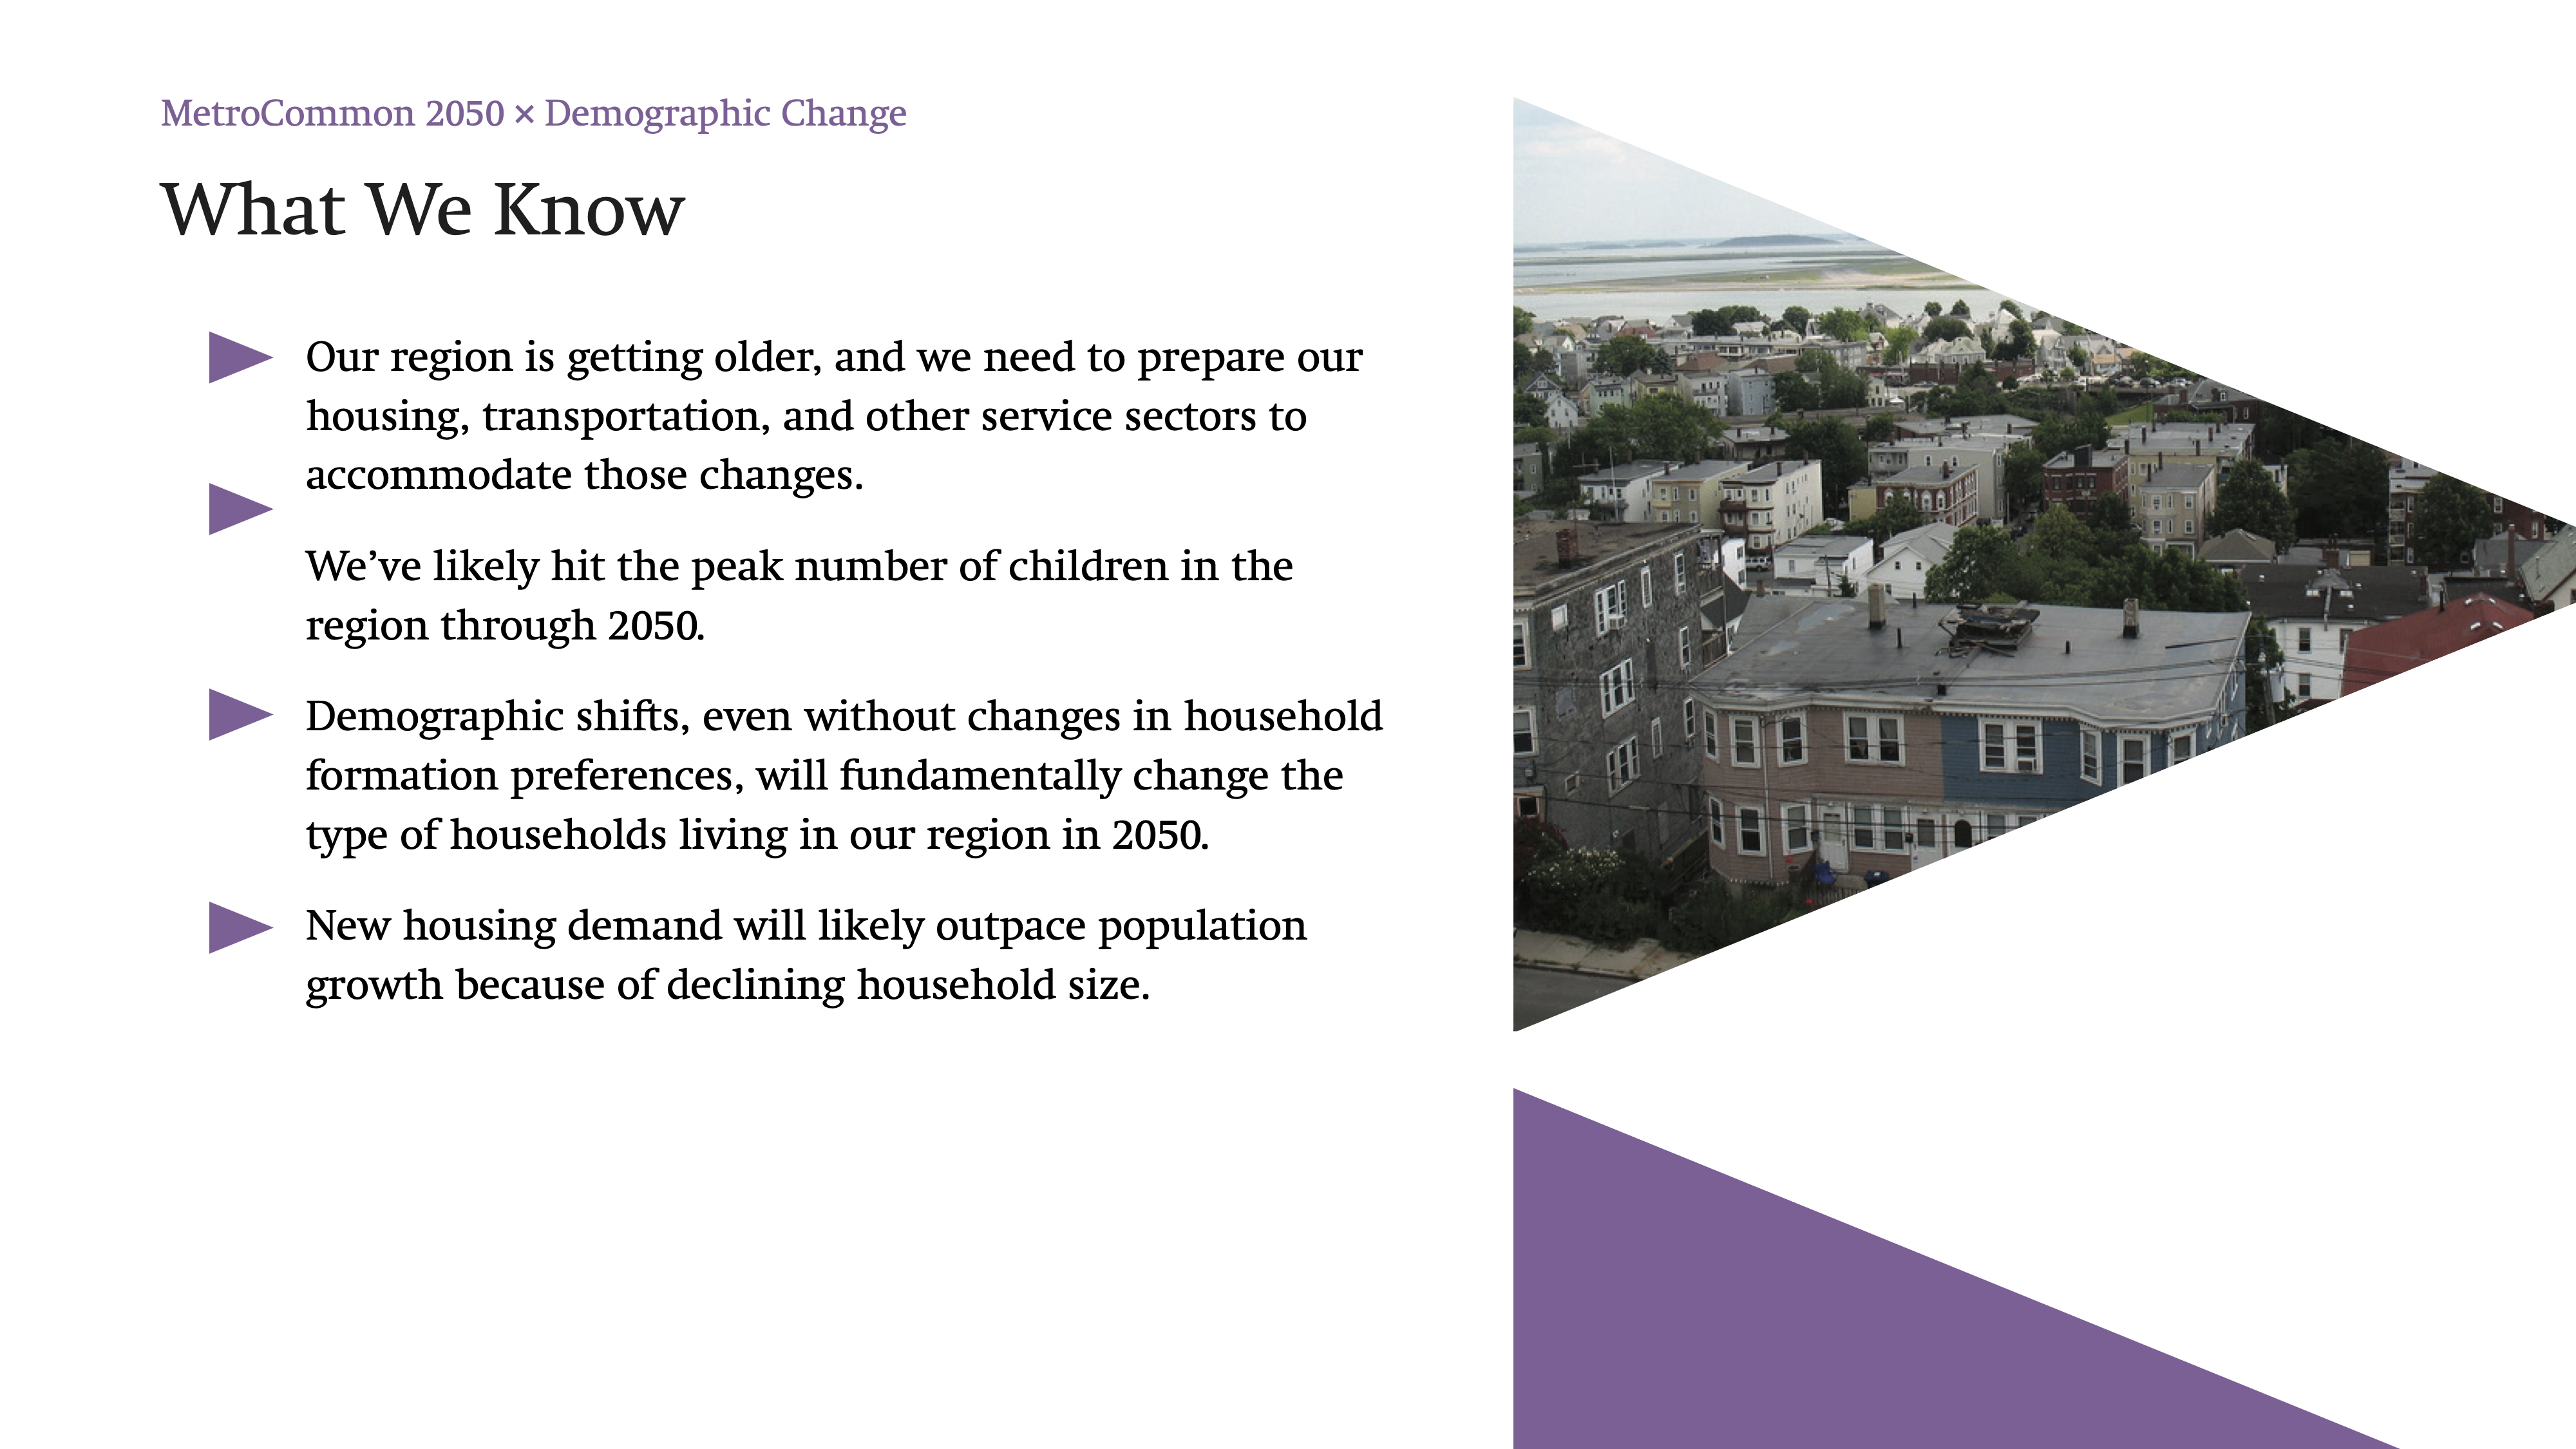 MetroCommon 2050 × Demographic Change
What We Know
Our region is getting older, and we need to prepare our
housing, transportation, and other service sectors to
accommodate those changes.
We’ve likely hit the peak number of children in the
region through 2050.
Demographic shifts, even without changes in household
formation preferences, will fundamentally change the
type of households living in our region in 2050.
New housing demand will likely outpace population
growth because of declining household size.